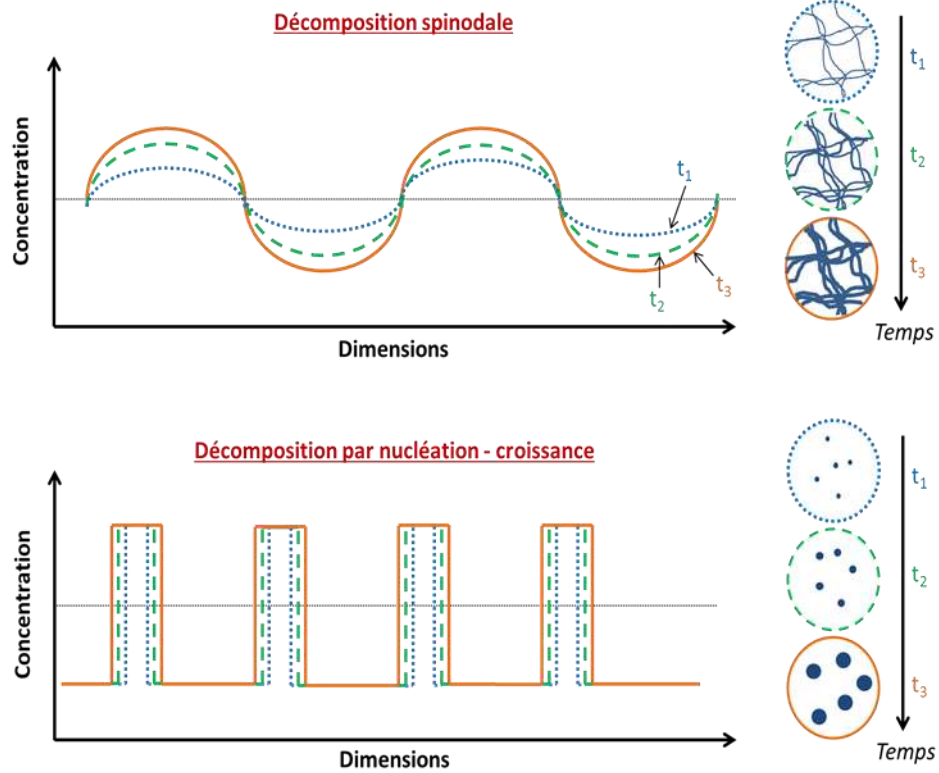 Décomposition spinodale
Concentration
t1
t2
t3
Dimensions
t1
t2
t3
Temps
Décomposition par nucléation - croissance
Concentration
Dimensions
t1
t2
t3
Temps